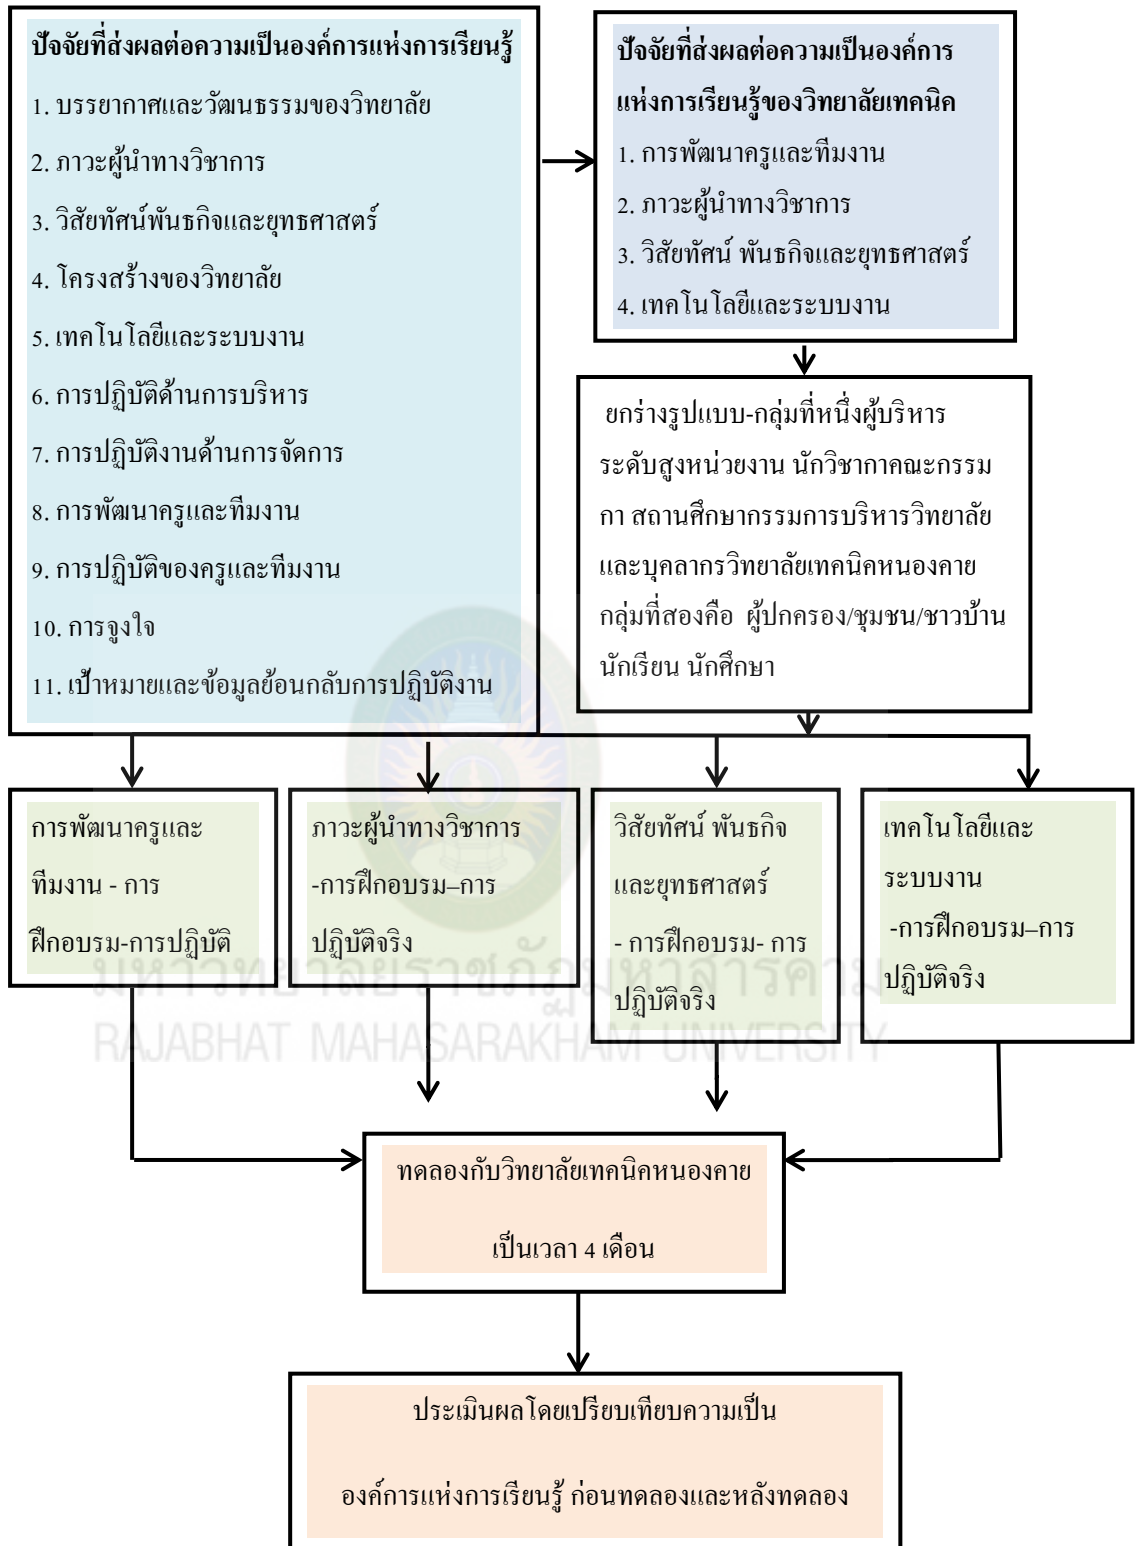 ปัจจัยที่ส่งผลต่อความเป็นองค์การแห่งการเรียนรู้
1. บรรยากาศและวัฒนธรรมของวิทยาลัย
2. ภาวะผู้นำทางวิชาการ
3. วิสัยทัศน์พันธกิจและยุทธศาสตร์
4. โครงสร้างของวิทยาลัย
5. เทคโนโลยีและระบบงาน
6. การปฏิบัติด้านการบริหาร
7. การปฏิบัติงานด้านการจัดการ
8. การพัฒนาครูและทีมงาน
9. การปฏิบัติของครูและทีมงาน
10. การจูงใจ
11. เป้าหมายและข้อมูลย้อนกลับการปฏิบัติงาน
ปัจจัยที่ส่งผลต่อความเป็นองค์การ
แห่งการเรียนรู้ของวิทยาลัยเทคนิค
1. การพัฒนาครูและทีมงาน
2. ภาวะผู้นำทางวิชาการ
3. วิสัยทัศน์ พันธกิจและยุทธศาสตร์
4. เทคโนโลยีและระบบงาน
ยกร่างรูปแบบ-กลุ่มที่หนึ่งผู้บริหาร
ระดับสูงหน่วยงาน นักวิชากาคณะกรรม
กา สถานศึกษากรรมการบริหารวิทยาลัย
และบุคลากรวิทยาลัยเทคนิคหนองคาย
กลุ่มที่สองคือ ผู้ปกครอง/ชุมชน/ชาวบ้าน
นักเรียน นักศึกษา
การพัฒนาครูและ
ทีมงาน - การ
ฝึกอบรม-การปฏิบัติ
ภาวะผู้นำทางวิชาการ
-การฝึกอบรม–การ
ปฏิบัติจริง
วิสัยทัศน์ พันธกิจ
และยุทธศาสตร์
- การฝึกอบรม- การ
ปฏิบัติจริง
เทคโนโลยีและ
ระบบงาน
-การฝึกอบรม–การ
ปฏิบัติจริง
มหาวิทยาลัยราชภัฏมหาสารคาม
RAJABHAT MAHASARAKHAM UNIVERSITY
ทดลองกับวิทยาลัยเทคนิคหนองคาย
เป็นเวลา 4 เดือน
ประเมินผลโดยเปรียบเทียบความเป็น
องค์การแห่งการเรียนรู้ ก่อนทดลองและหลังทดลอง